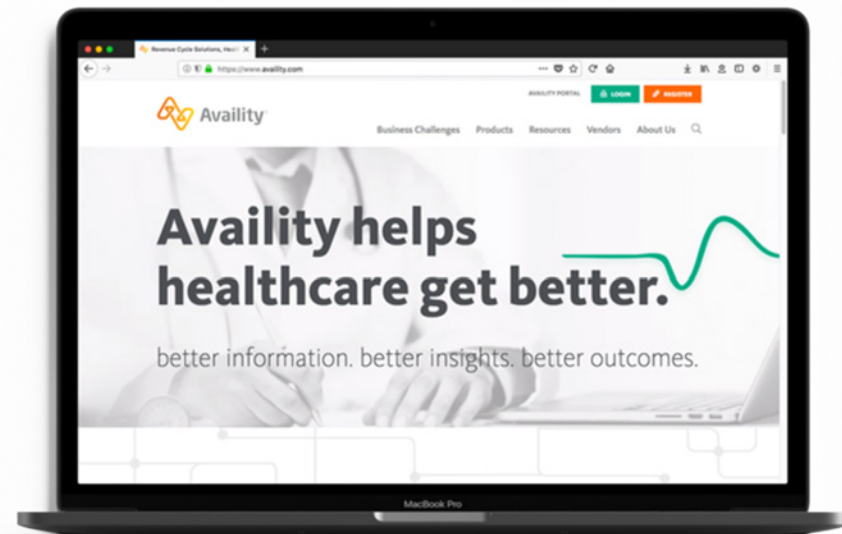 Revenue Cycle Solutions, Healt
https://www.availity.com
AVAILITY PORTAL
LOGIN
REGISTER
Availity
Business Challenges Products Resources Vendors About Us
Availity helps
healthcare get better.
better information. better insights. better outcomes.
MacBook Pro